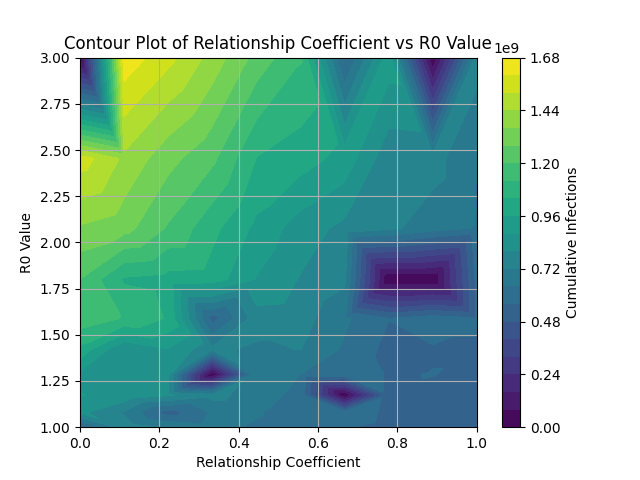 Contour Plot of Relationship Coefficient vs R0 Value
1e9
3.00
2.75
2.50
2.25
2.00
1.75
1.50
1.25
1.00
R0 Value
0.0 0.2 0.4 0.6 0.8 1.0
Relationship Coefficient
1.68
1.44
1.20
0.96
0.72
0.48
0.24
0.00
Cumulative Infections